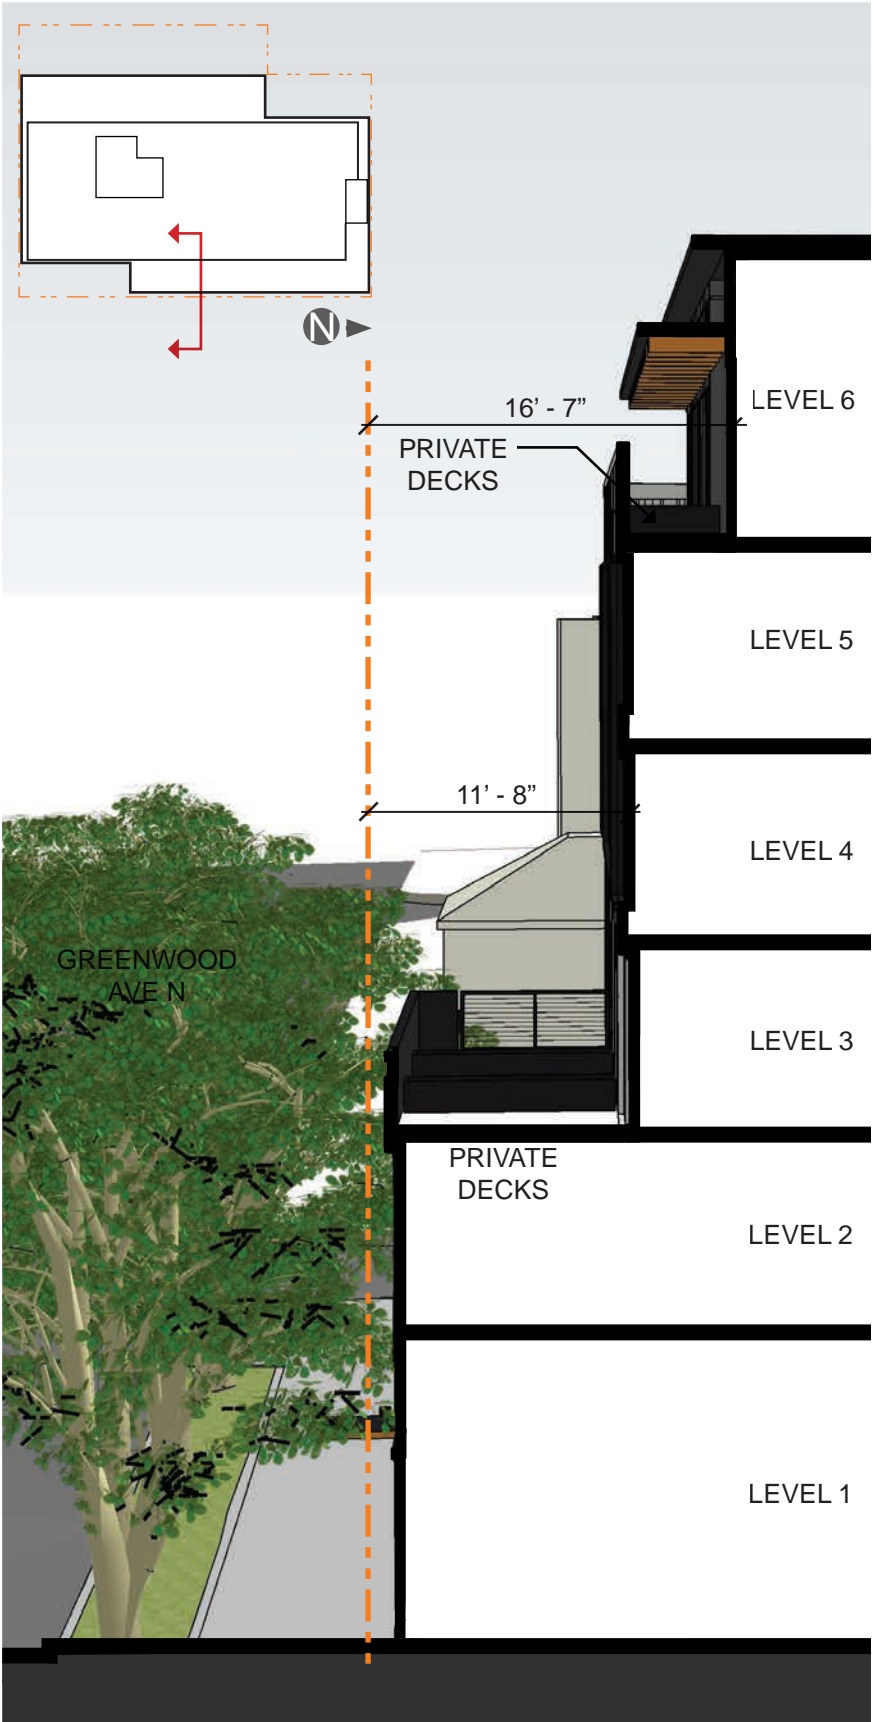 N
LEVEL 6
16’ - 7”
PRIVATE
DECKS
LEVEL 5
11’ - 8”
LEVEL 4
GREENWOOD
AVE N
LEVEL 3
PRIVATE
DECKS
LEVEL 2
LEVEL 1